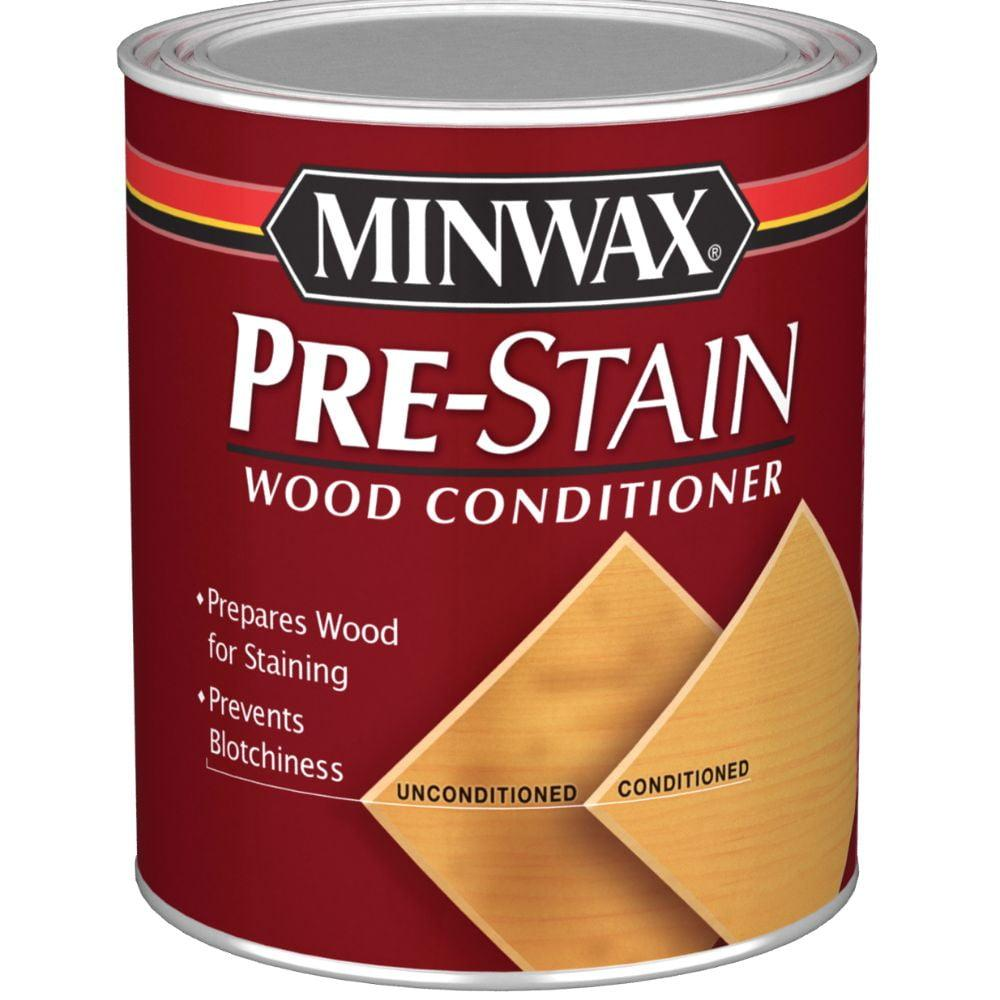 MINWAX®
PRE-STAIN
WOOD CONDITIONER
♦Prepares Wood
for Staining
♦Prevents
Blotchiness
UNCONDITIONED
CONDITIONED